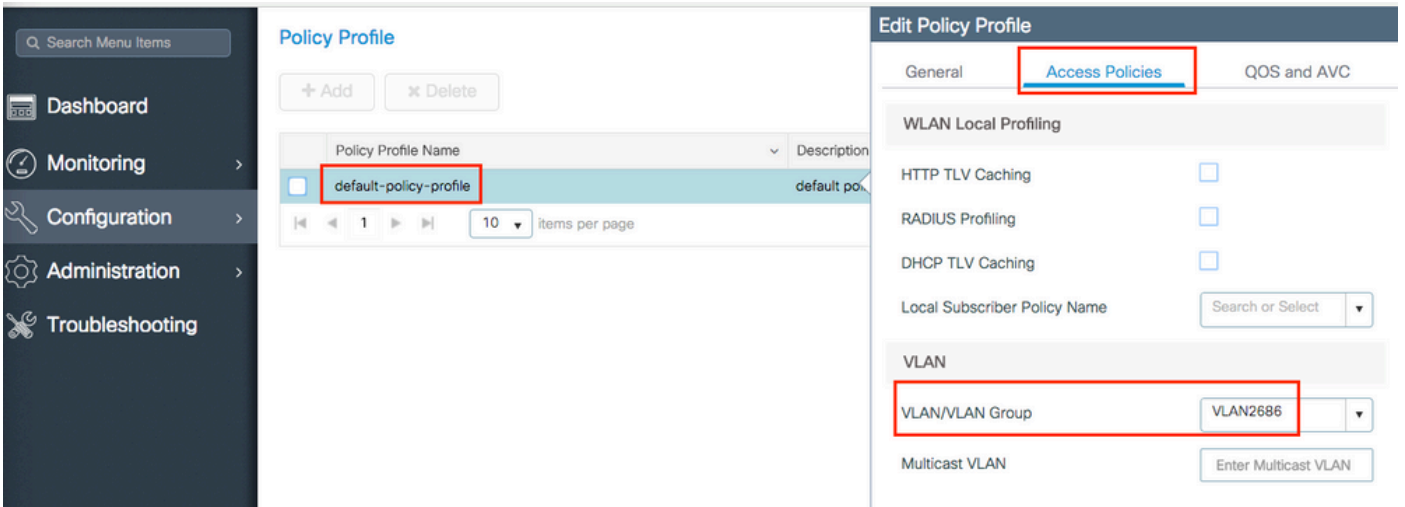 Search Menu Items
Dashboard
Monitoring
Configuration
Administration
Troubleshooting
Policy Profile
+ Add
✖ Delete
Policy Profile Name
Description
default-policy-profile
default pol
1
10
items per page
Edit Policy Profile
General
Access Policies
QOS and AVC
WLAN Local Profiling
HTTP TLV Caching
RADIUS Profiling
DHCP TLV Caching
Local Subscriber Policy Name
Search or Select
VLAN
VLAN/VLAN Group
VLAN2686
Multicast VLAN
Enter Multicast VLAN